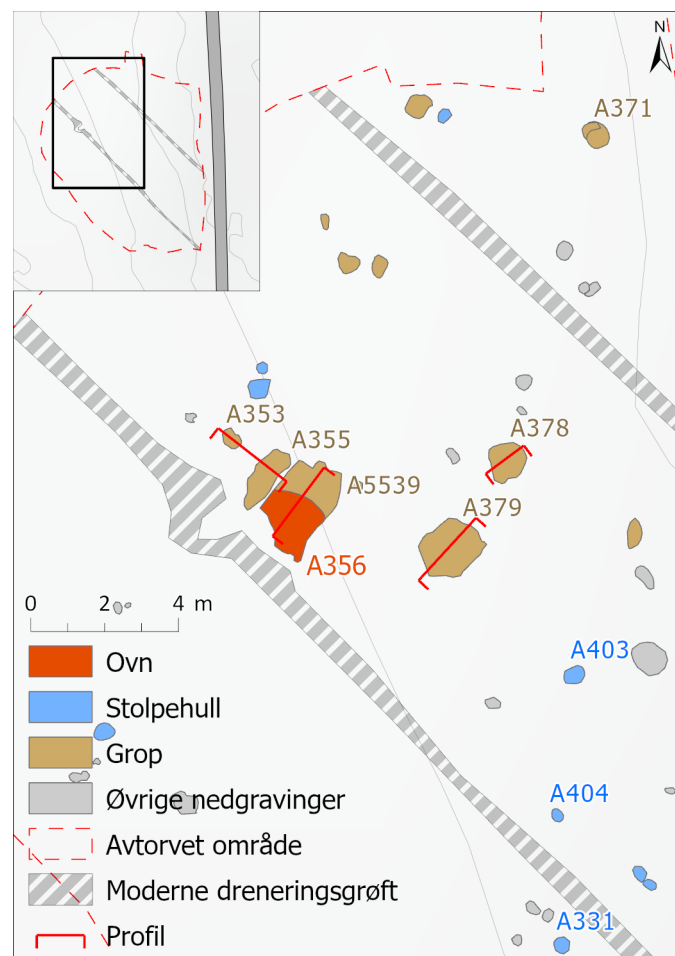 N
A371
A353
A355
A378
A5539
A379
A356
0 2 4 m
A403
Ovn
Stolpehull
Grop
Øvrige nedgravinger
A404
Avtorvet område
Moderne dreneringsgrøft
A331
Profil